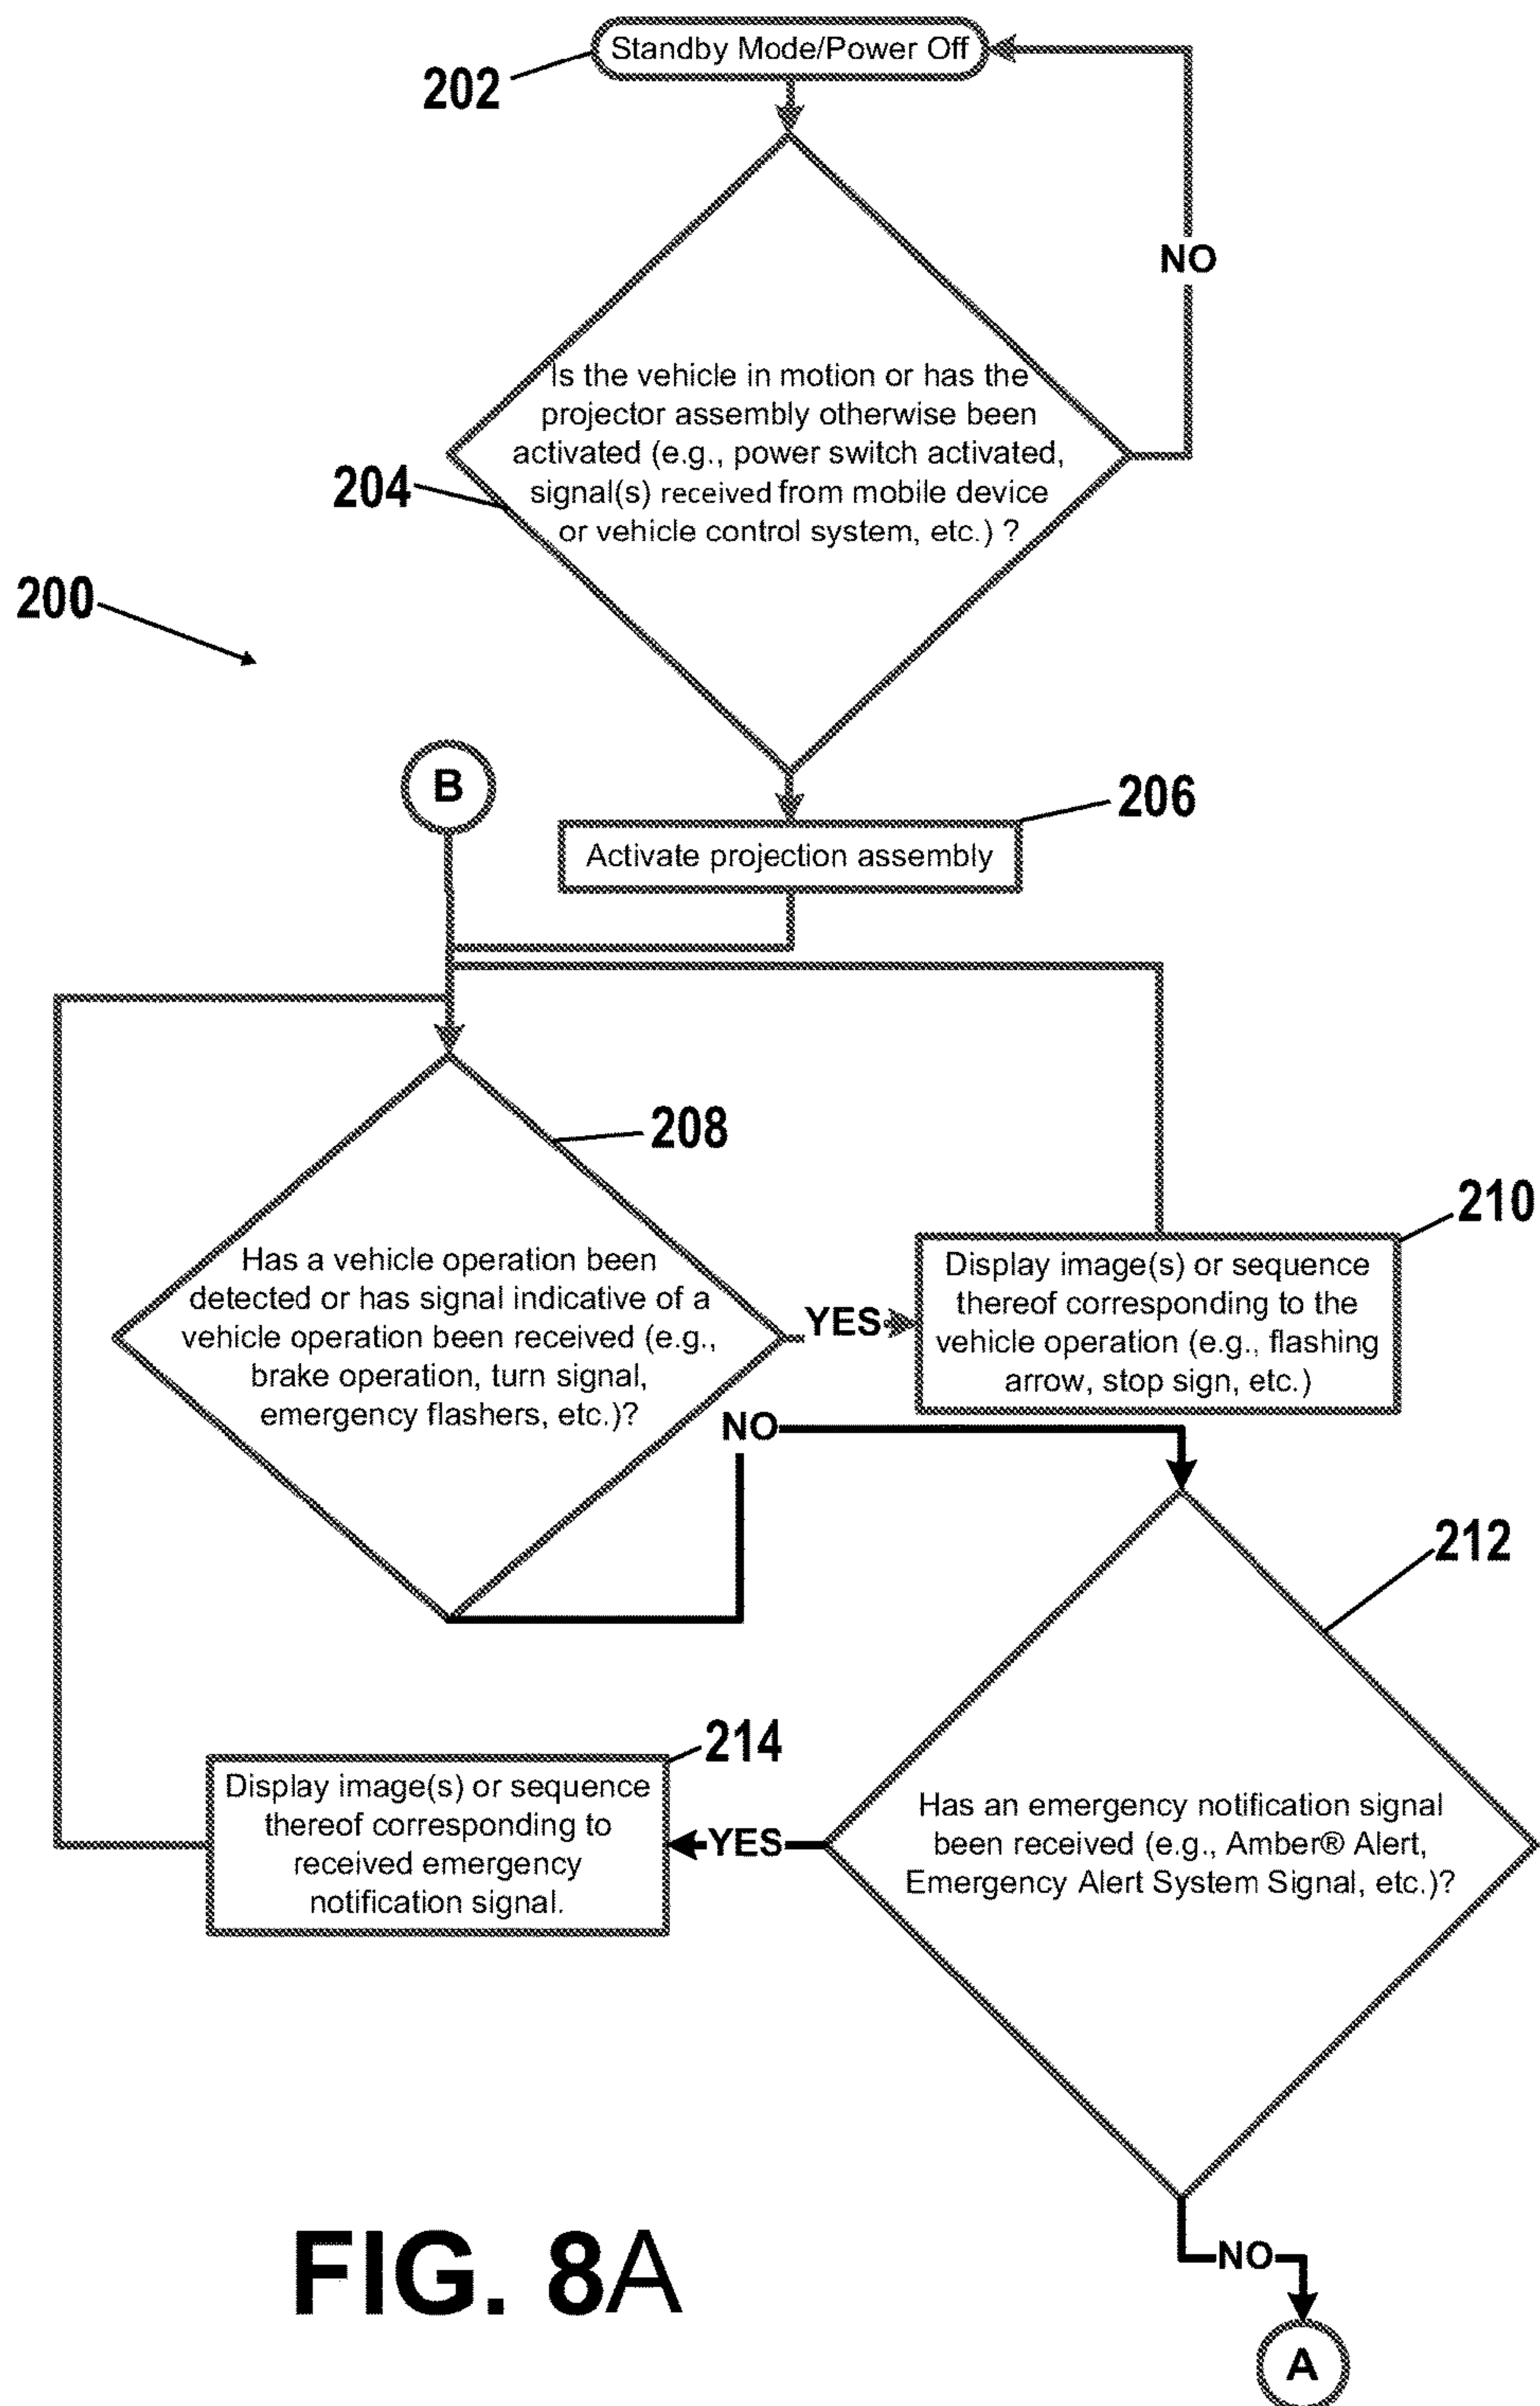 Standby Mode/Power Off
202
NO
Is the vehicle in motion or has the
projector assembly otherwise been
activated (e.g., power switch activated,
signal(s) received from mobile device
or vehicle control system, etc.) ?
204
200
B
206
Activate projection assembly
208
Has a vehicle operation been
detected or has signal indicative of a
vehicle operation been received (e.g.,
brake operation, turn signal,
emergency flashers, etc.)?
YES
210
Display image(s) or sequence
thereof corresponding to the
vehicle operation (e.g., flashing
arrow, stop sign, etc.)
NO
212
Has an emergency notification signal
been received (e.g., Amber® Alert,
Emergency Alert System Signal, etc.)?
YES
214
Display image(s) or sequence
thereof corresponding to
received emergency
notification signal.
NO
A
FIG. 8A